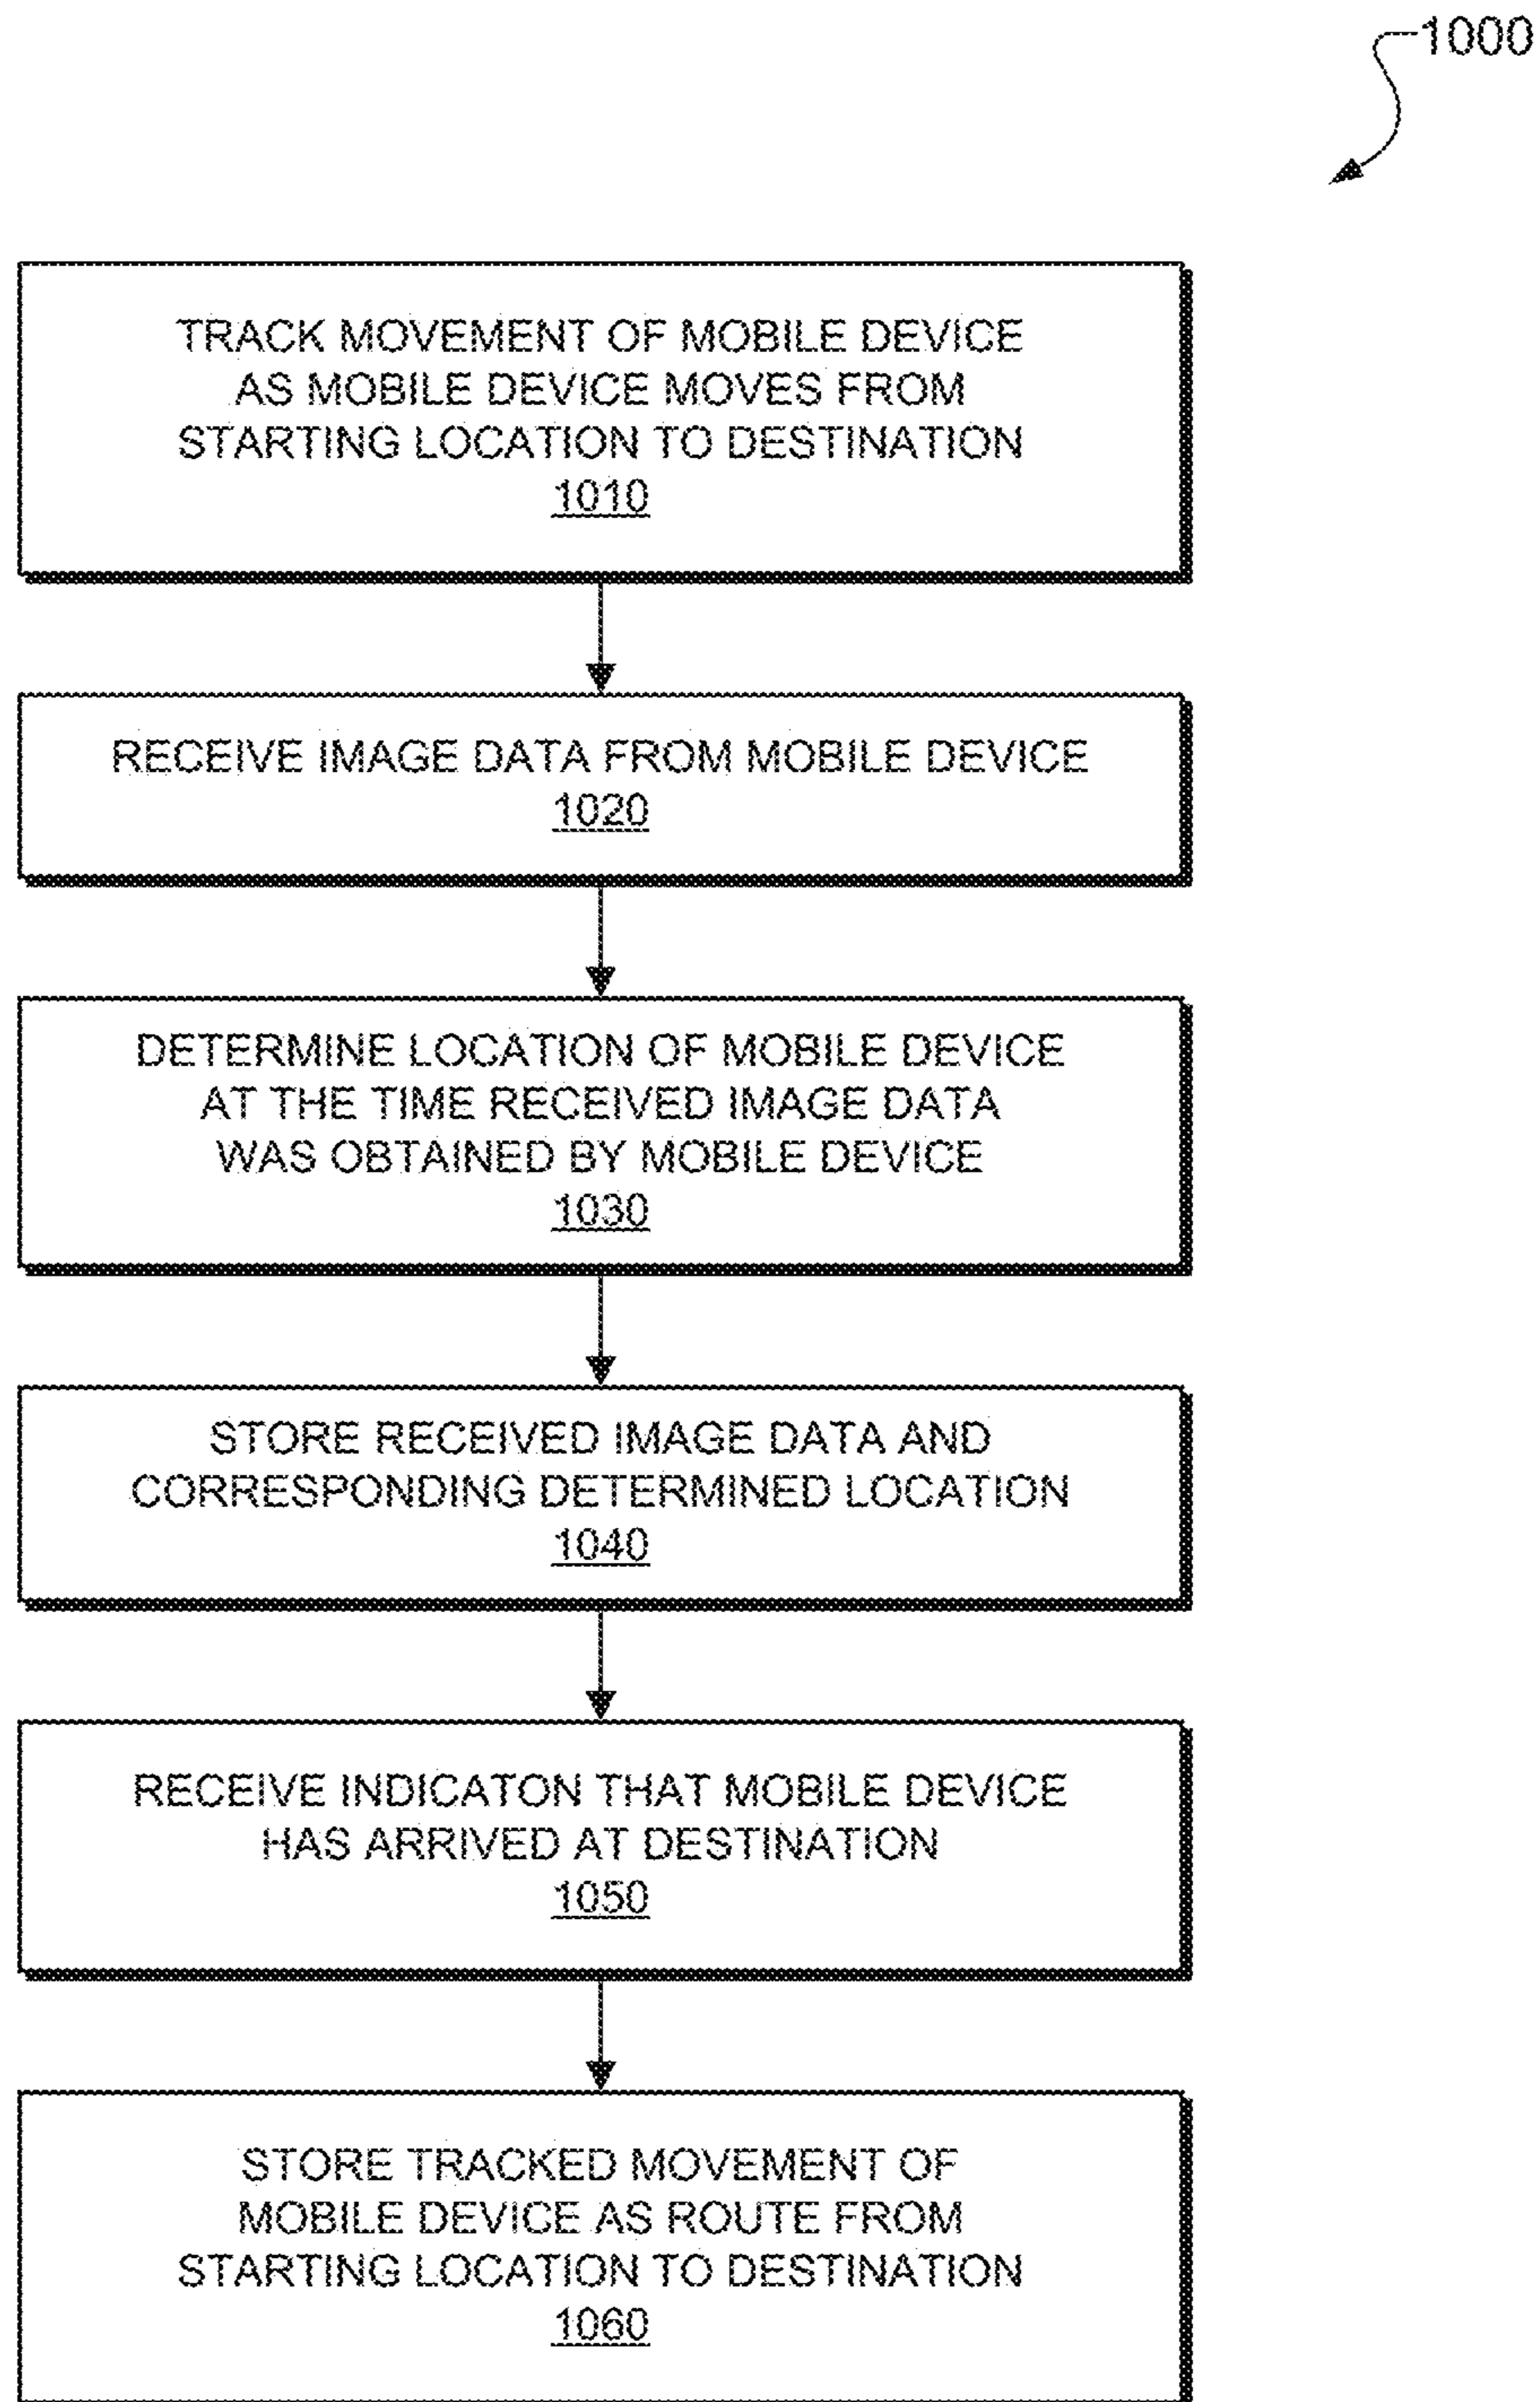 1000
TRACK MOVEMENT OF MOBILE DEVICE
AS MOBILE DEVICE MOVES FROM
STARTING LOCATION TO DESTINATION
1010
RECEIVE IMAGE DATA FROM MOBILE DEVICE
1020
DETERMINE LOCATION OF MOBILE DEVICE
AT THE TIME RECEIVED IMAGE DATA
WAS OBTAINED BY MOBILE DEVICE
1030
STORE RECEIVED IMAGE DATA AND
CORRESPONDING DETERMINED LOCATION
1040
RECEIVE INDICATON THAT MOBILE DEVICE
HAS ARRIVED AT DESTINATION
1050
STORE TRACKED MOVEMENT OF
MOBILE DEVICE AS ROUTE FROM
STARTING LOCATION TO DESTINATION
1060